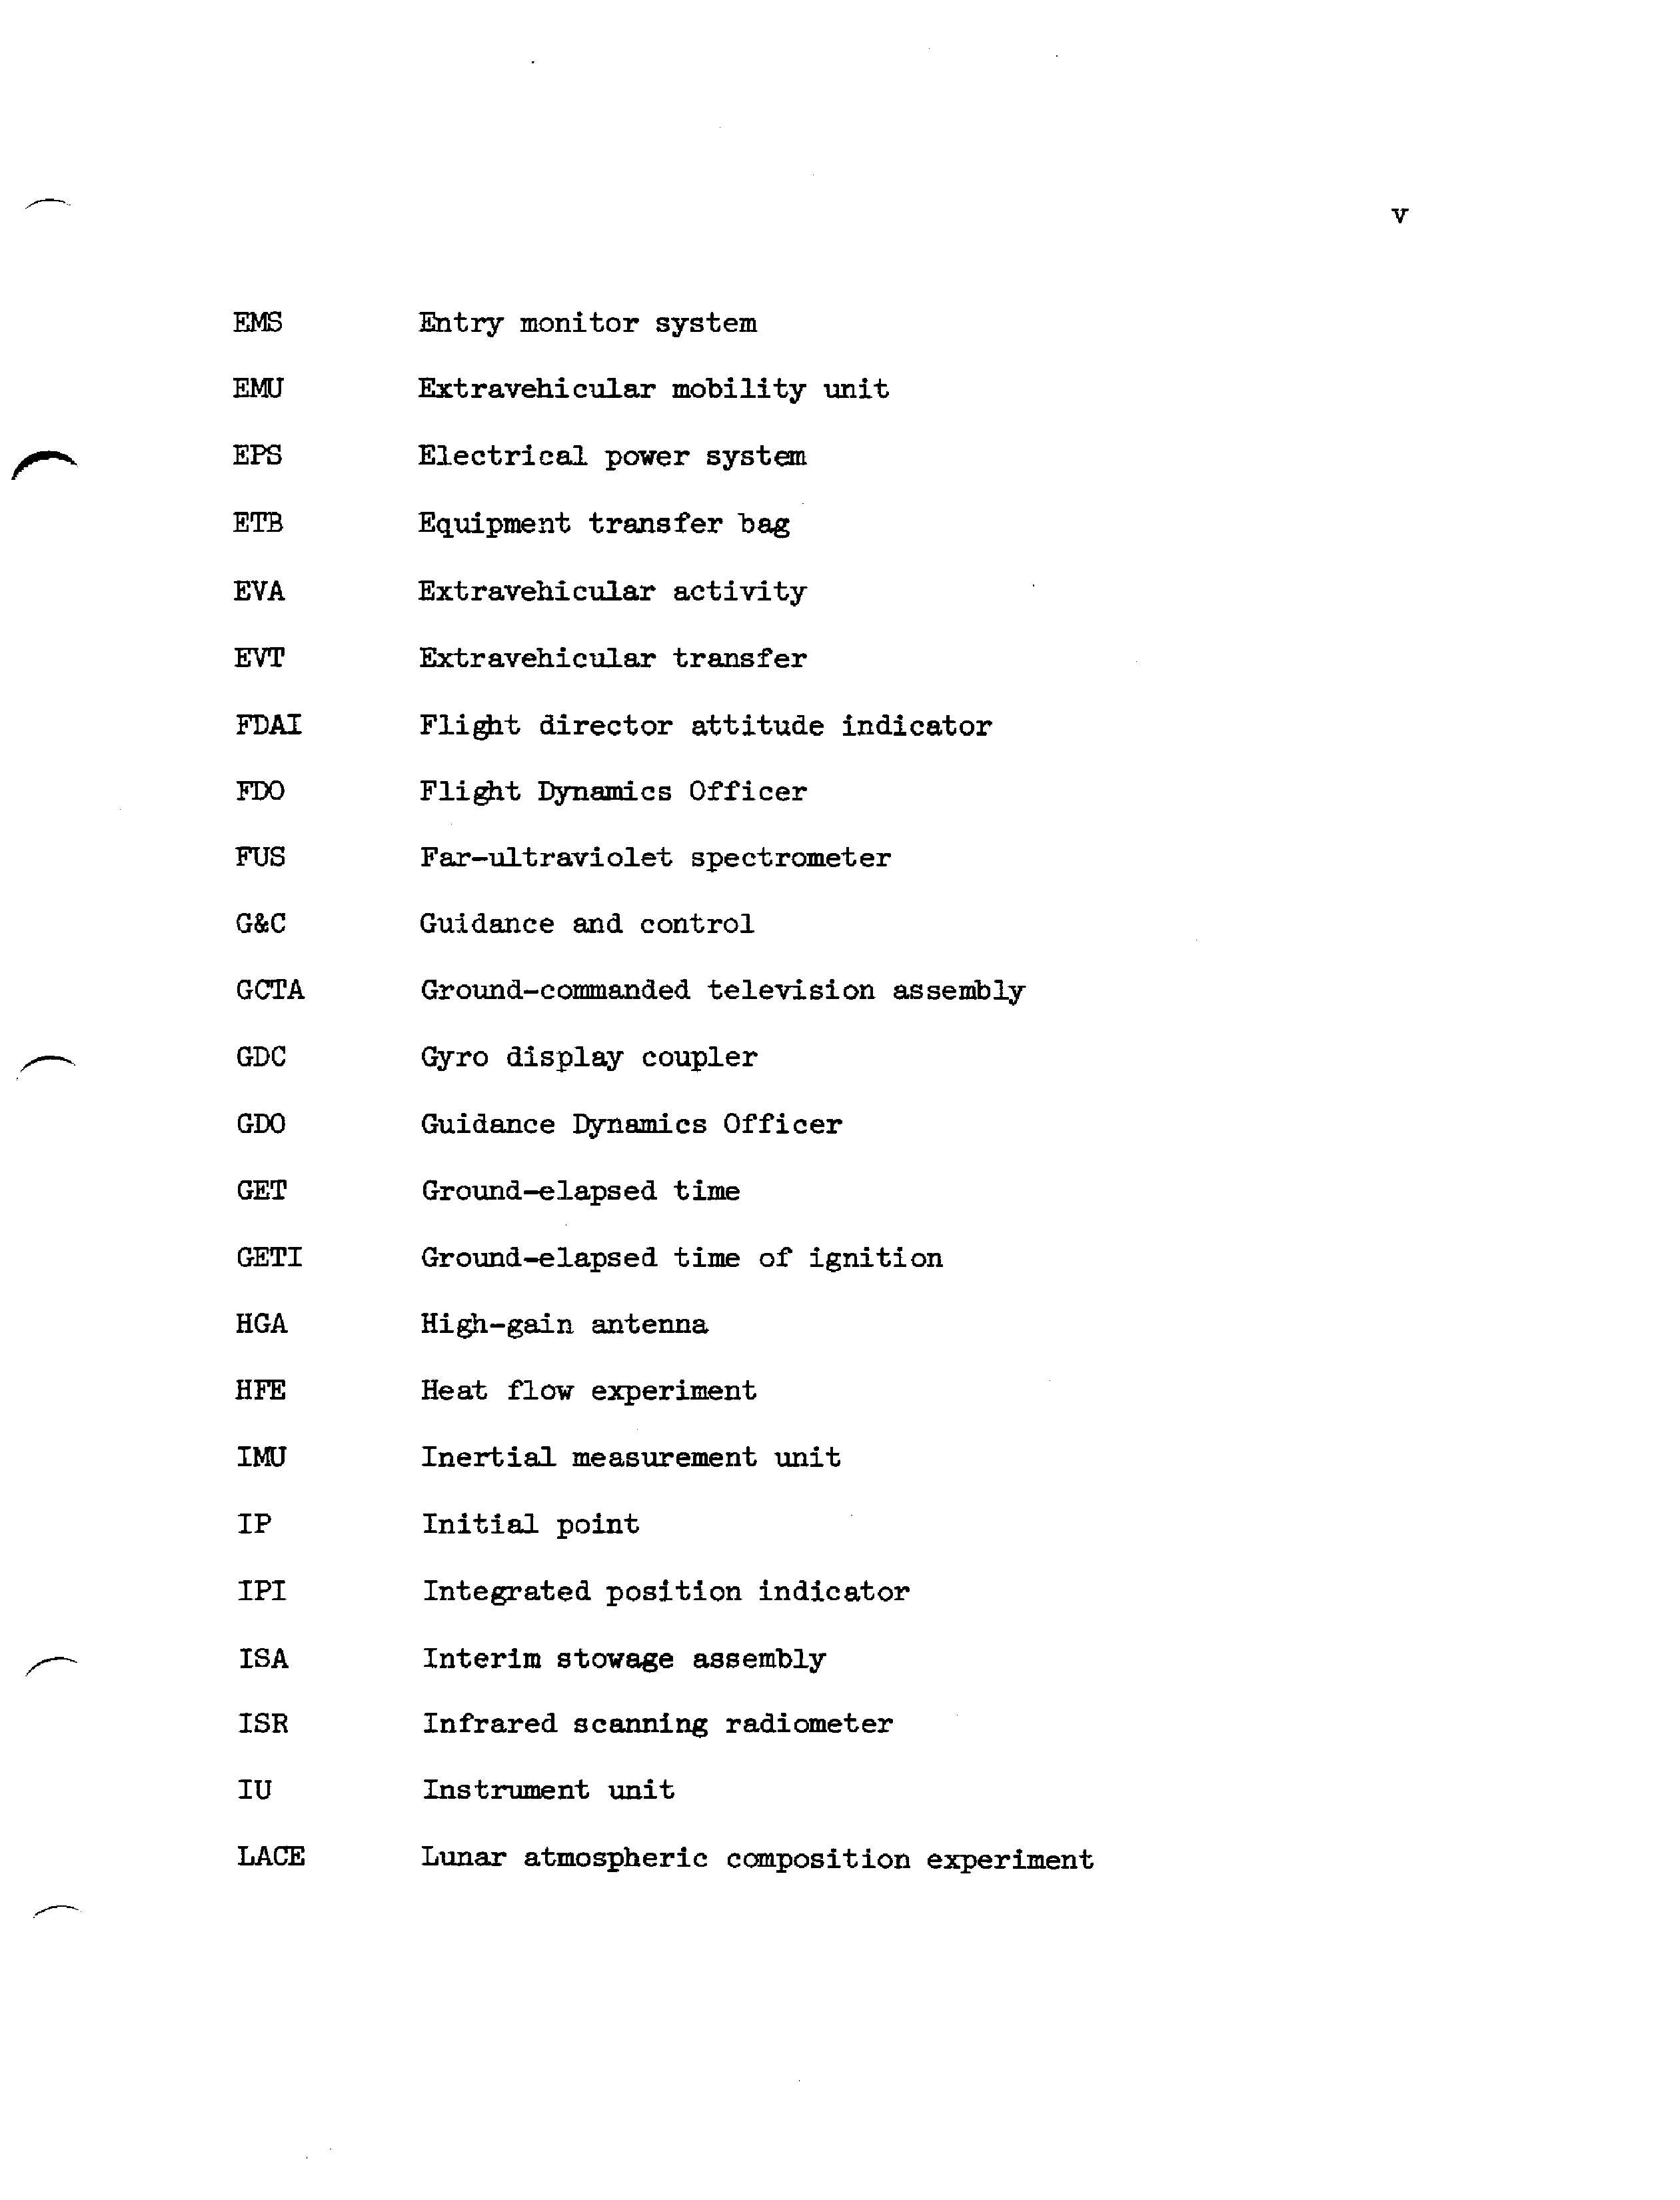 v
EMS Entry monitor system
EMU Extravehicular mobility unit
EPS Electrical power system
ETB Equipment transfer bag
EVA Extravehicular activity
EVT Extravehicular transfer
FDAI Flight director attitude indicator
FDO Flight Dynamics Officer
FUS Far-ultraviolet spectrometer
G&C Guidance and control
GCTA Ground-commanded television assembly
GDC Gyro display coupler
GDO Guidance Dynamics Officer
GET Ground-elapsed time
GETI Ground-elapsed time of ignition
HGA High-gain antenna
HFE Heat flow experiment
IMU Inertial measurement unit
IP Initial point
IPI Integrated position indicator
ISA Interim stowage assembly
ISR Infrared scanning radiometer
IU Instrument unit
LACE Lunar atmospheric composition experiment